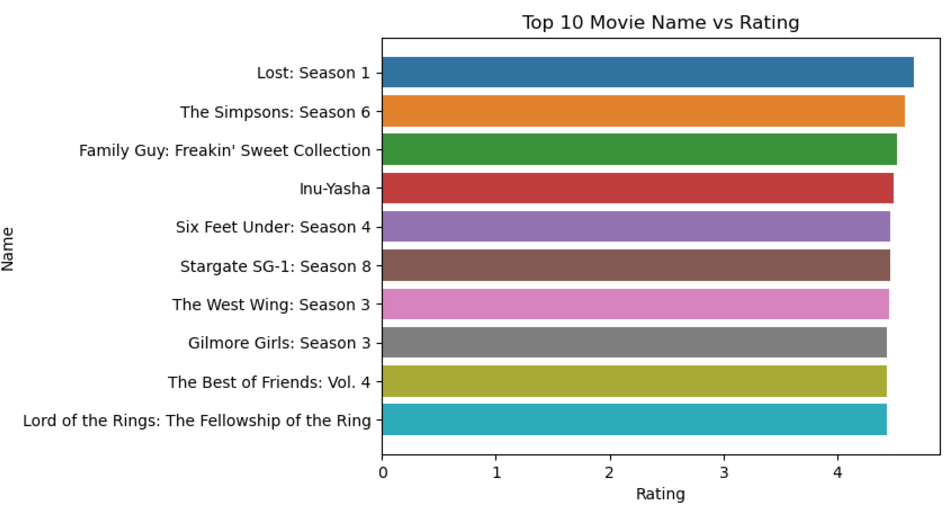 Top 10 Movie Name vs Rating
Lost: Season 1
The Simpsons: Season 6
Family Guy: Freakin' Sweet Collection
Inu-Yasha
Six Feet Under: Season 4
Stargate SG-1: Season 8
The West Wing: Season 3
Gilmore Girls: Season 3
The Best of Friends: Vol. 4
Lord of the Rings: The Fellowship of the Ring
Name
0 1 2 3 4
Rating